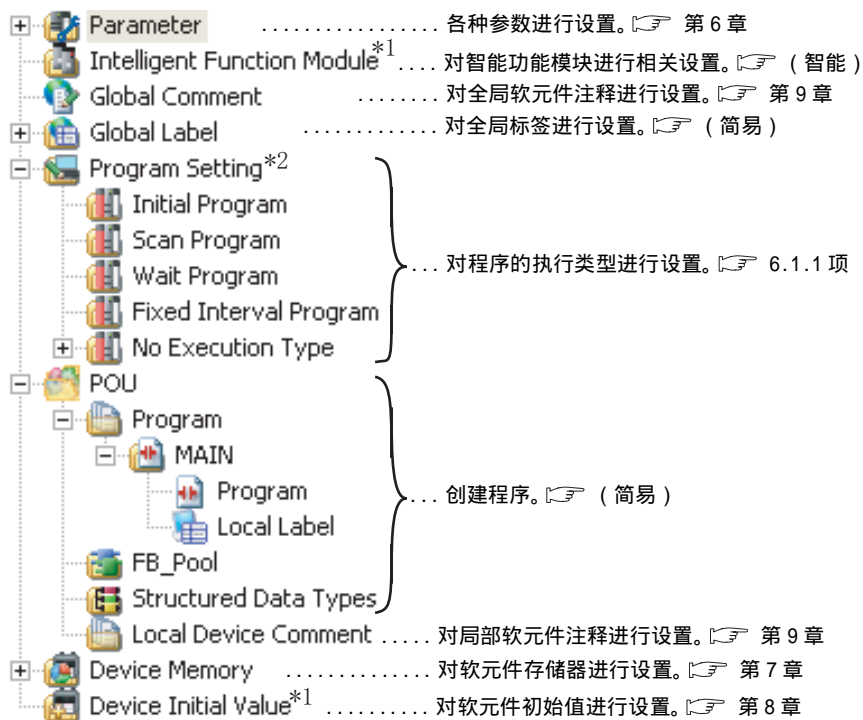 Parameter ................. 各种参数进行设置。☞ 第6章
Intelligent Function Module*1 .... 对智能功能模块进行相关设置。☞ (智能)
Global Comment ........ 对全局软元件注释进行设置。☞ 第9章
Global Label ............. 对全局标签进行设置。☞ (简易)
Program Setting*2
Initial Program
Scan Program
Wait Program
... 对程序的执行类型进行设置。☞ 6.1.1项
Fixed Interval Program
No Execution Type
POU
Program
MAIN
Program
... 创建程序。☞ (简易)
Local Label
FB_Pool
Structured Data Types
Local Device Comment ..... 对局部软元件注释进行设置。☞ 第9章
Device Memory .............. 对软元件存储器进行设置。☞ 第7章
Device Initial Value*1 .......... 对软元件初始值进行设置。☞ 第8章